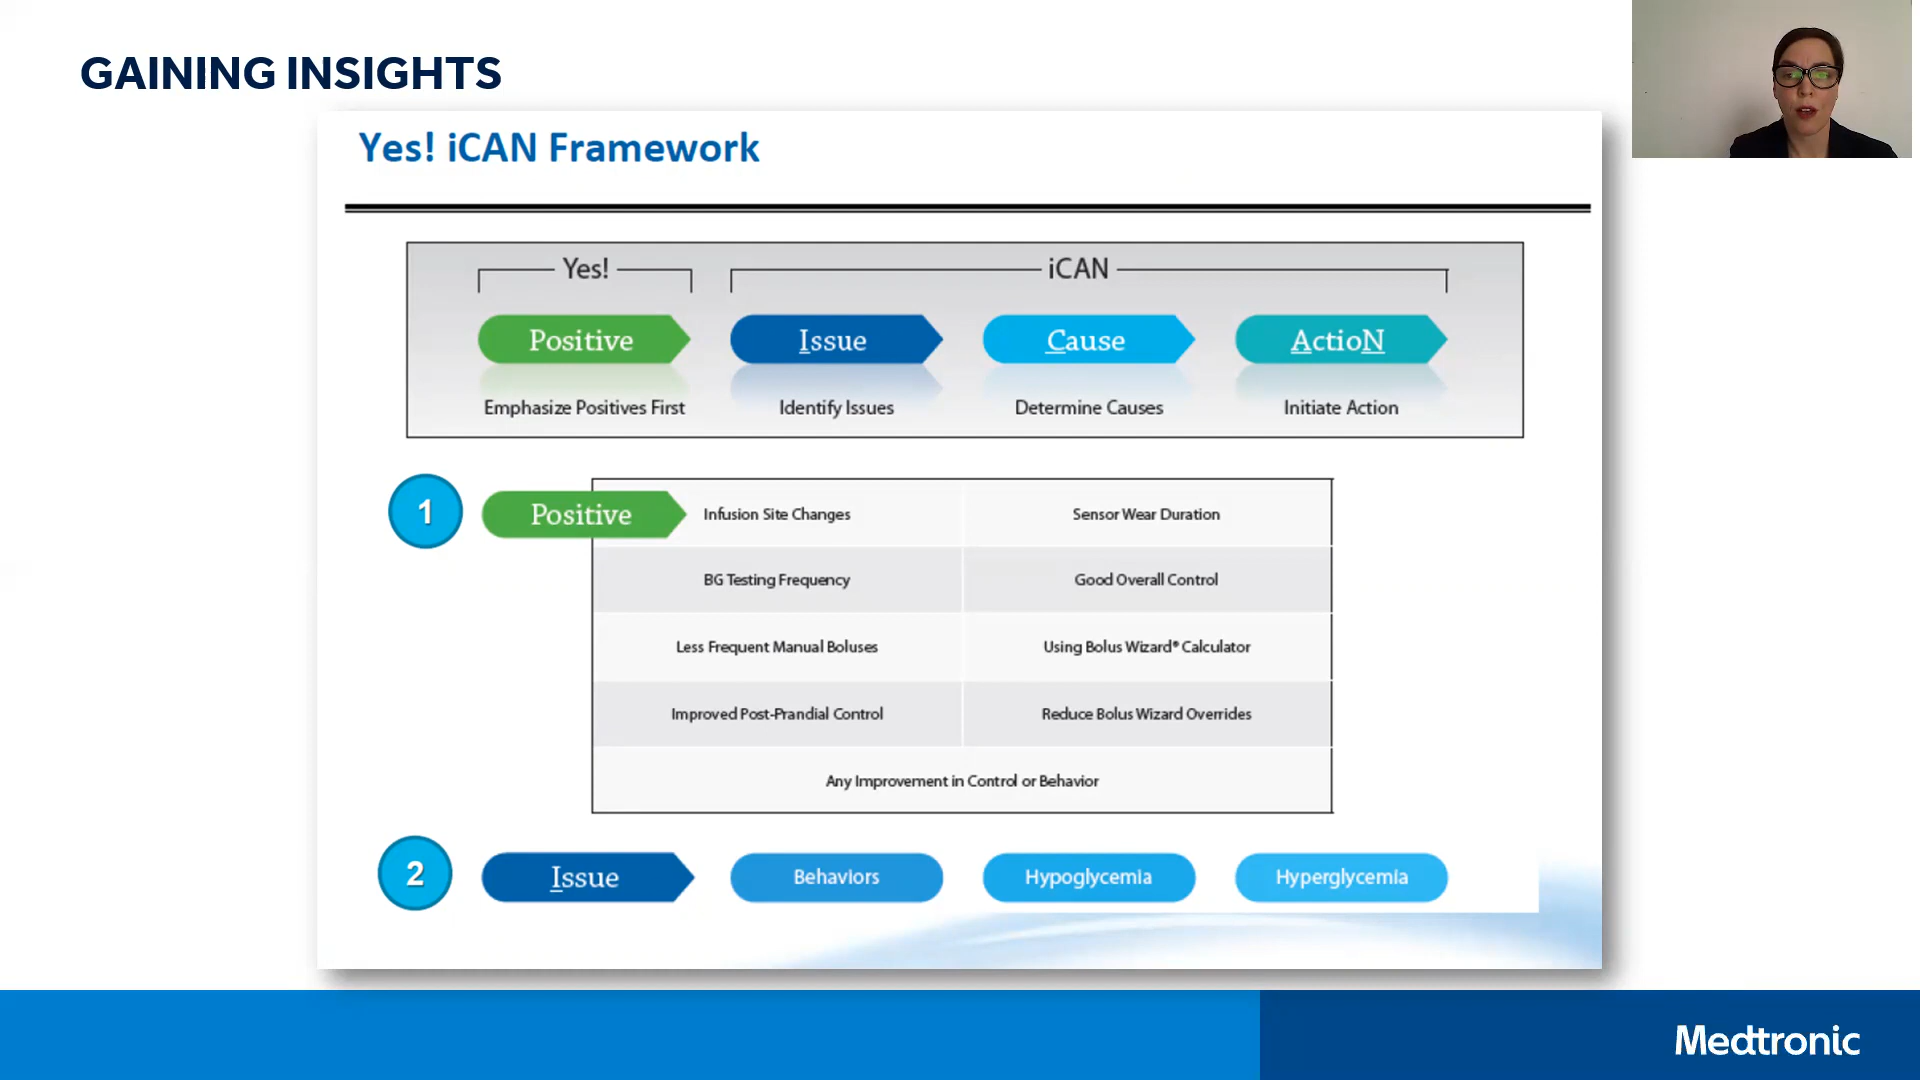 GAINING INSIGHTS
Yes! iCAN Framework
Yes!
iCAN
Positive
Issue
Cause
ActioN
Emphasize Positives First
Identify Issues
Determine Causes
Initiate Action
1
Positive
Infusion Site Changes
Sensor Wear Duration
BG Testing Frequency
Good Overall Control
Less Frequent Manual Boluses
Using Bolus Wizard® Calculator
Improved Post-Prandial Control
Reduce Bolus Wizard Overrides
Any Improvement in Control or Behavior
2
Issue
Behaviors
Hypoglycemia
Hyperglycemia
Medtronic